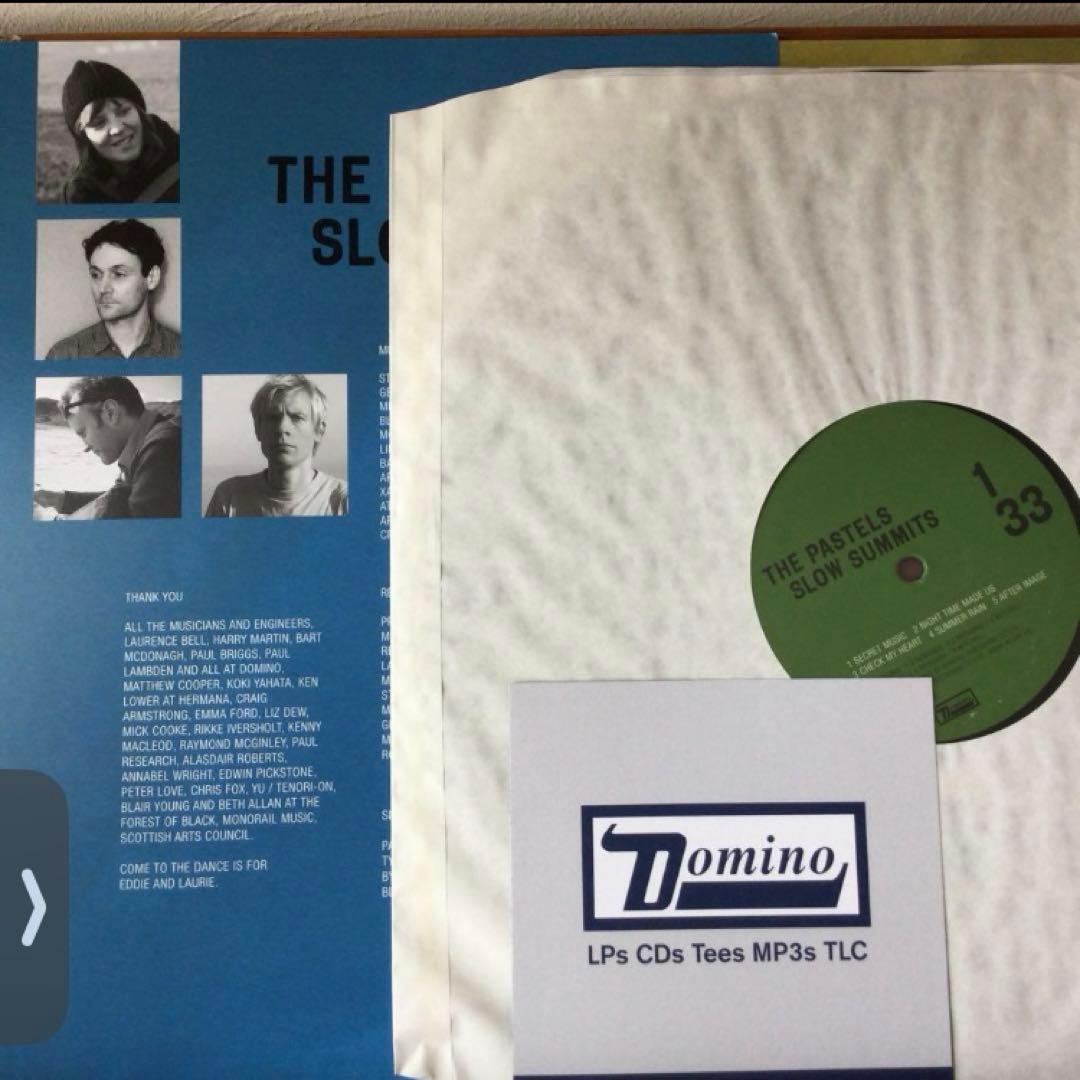 THE
SLO
THANK YOU
ALL THE MUSICIANS AND ENGINEERS,
LAURENCE BELL, HARRY MARTIN, BART
MCDONAGH, PAUL BRIGGS, PAUL
LAMBDEN AND ALL AT DOMINO,
MATTHEW COOPER, KOKI YAHATA, KEN
LOWER AT HERMANA, CRAIG
ARMSTRONG, EMMA FORD, LIZ DEW,
MICK COOKE, RIKKE IVERSHOLT, KENNY
MACLEOD, RAYMOND MCGINLEY, PAUL
RESEARCH, ALASDAIR ROBERTS,
ANNABEL WRIGHT, EDWIN PICKSTONE,
PETER LOVE, CHRIS FOX, YU / TENORI-ON,
BLAIR YOUNG AND BETH ALLAN AT THE
FOREST OF BLACK, MONORAIL MUSIC,
SCOTTISH ARTS COUNCIL.
COME TO THE DANCE IS FOR
EDDIE AND LAURIE.
1
33
THE PASTELS
SLOW SUMMITS
1 SECRET MUSIC 2 NIGHT TIME MADE US
3 CHECK MY HEART 4 SUMMER RAIN 5 AFTER IMAGE
Domino
LPs CDs Tees MP3s TLC